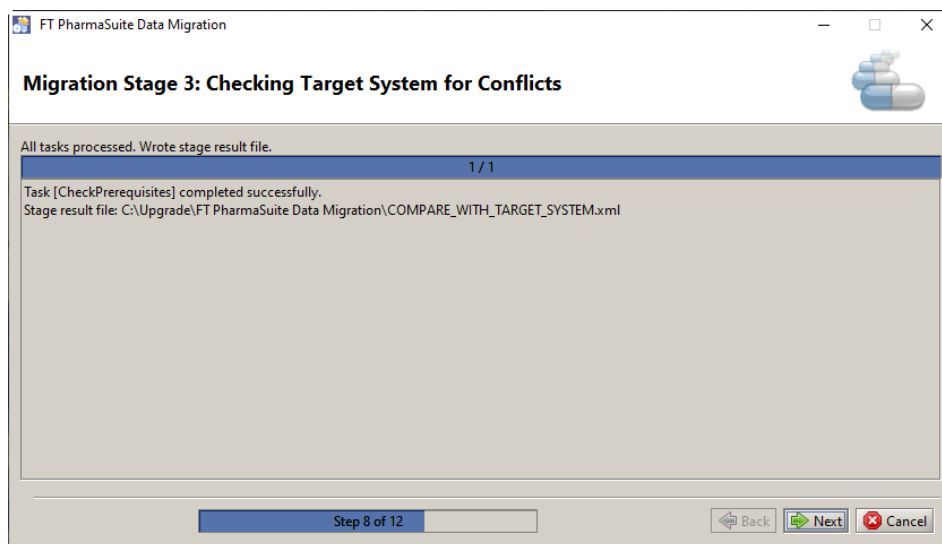 FT PharmaSuite Data Migration
Migration Stage 3: Checking Target System for Conflicts
All tasks processed. Wrote stage result file.
1 / 1
Task [CheckPrerequisites] completed successfully.
Stage result file: C:\Upgrade\FT PharmaSuite Data Migration\COMPARE_WITH_TARGET_SYSTEM.xml
Step 8 of 12
Back
Next
Cancel